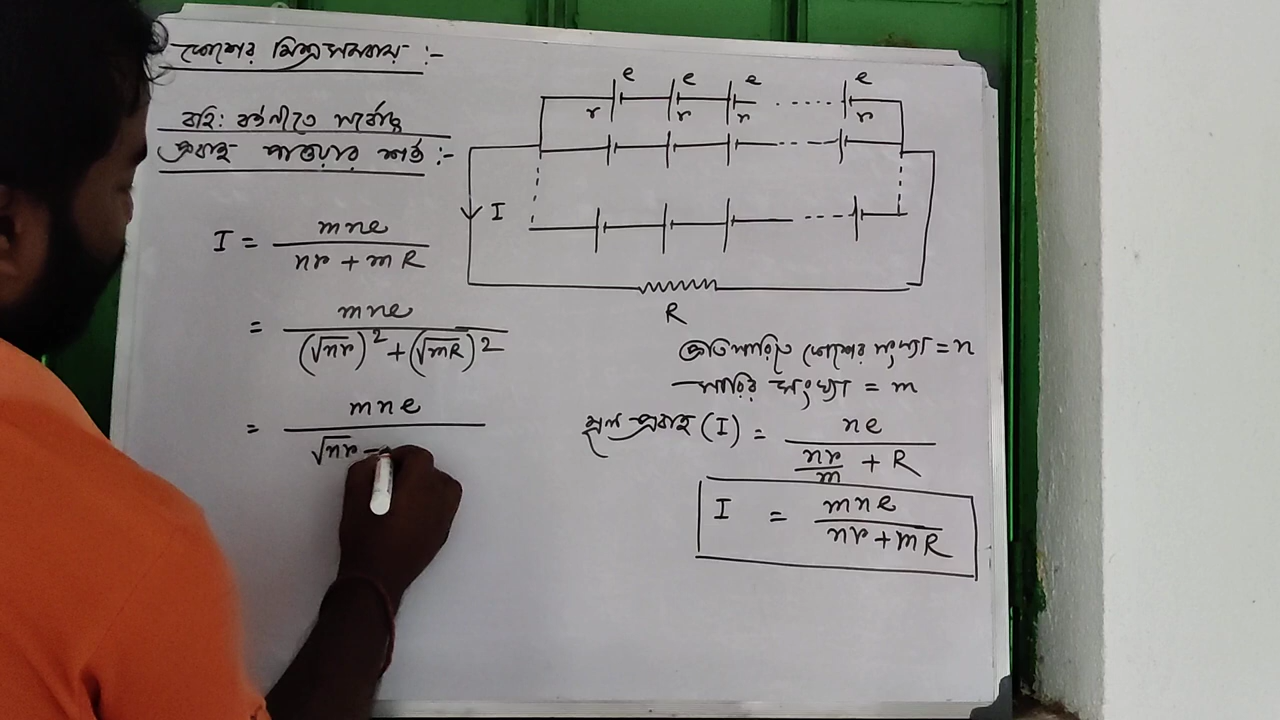 কোশের মিশ্র সমবায় :-
বহি: বর্তনীতে সর্বোচ্চ
প্রবাহ পাওয়ার শর্ত :-
I = mne / (nr + mR)
= mne / ((√nr)² + (√mR)²)
= mne / √nr -
e e e e
r r r r
I
R
প্রতিসারিতে কোশের সংখ্যা = n
সারির সংখ্যা = m
মূল প্রবাহ (I) = ne / (nr/m + R)
I = mne / (nr + mR)